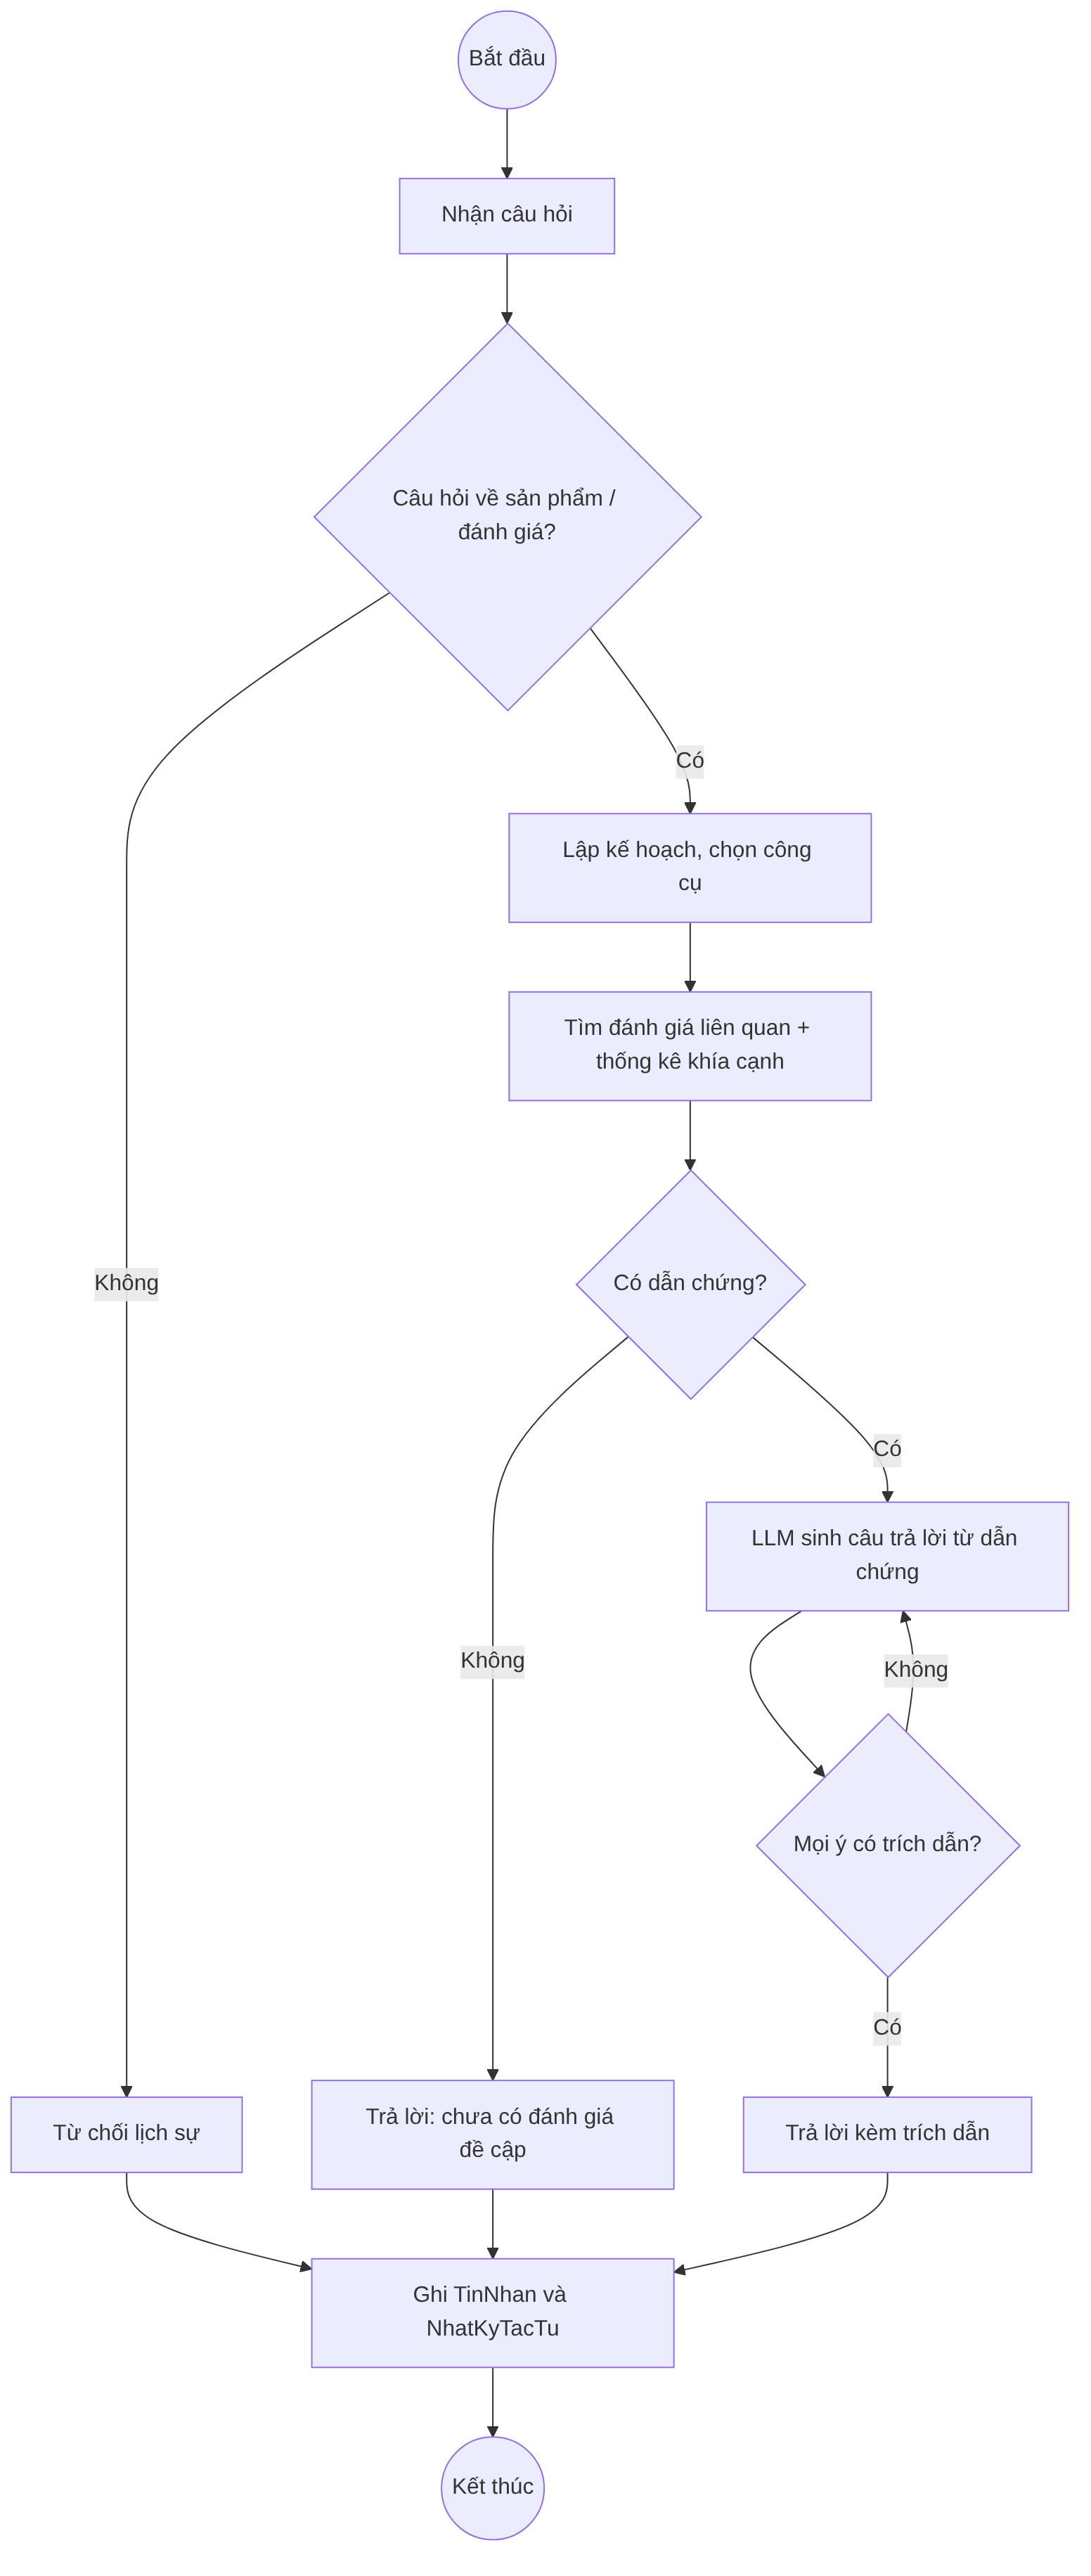 Bắt đầu
Nhận câu hỏi
Câu hỏi về sản phẩm /
đánh giá?
Có
Lập kế hoạch, chọn công
cụ
Tìm đánh giá liên quan +
thống kê khía cạnh
Không
Có dẫn chứng?
Có
LLM sinh câu trả lời từ dẫn
chứng
Không
Không
Mọi ý có trích dẫn?
Có
Từ chối lịch sự
Trả lời: chưa có đánh giá
đề cập
Trả lời kèm trích dẫn
Ghi TinNhan và
NhatKyTacTu
Kết thúc